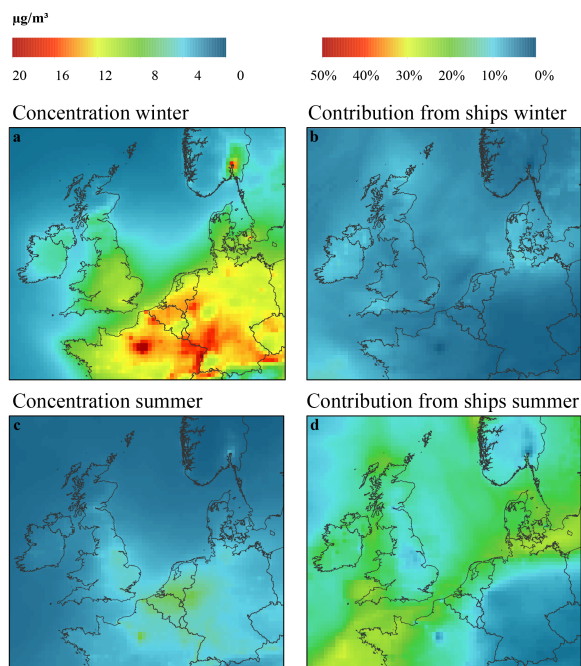 µg/m³
20 16 12 8 4 0
50% 40% 30% 20% 10% 0%
Concentration winter
Contribution from ships winter
a
b
Concentration summer
Contribution from ships summer
c
d